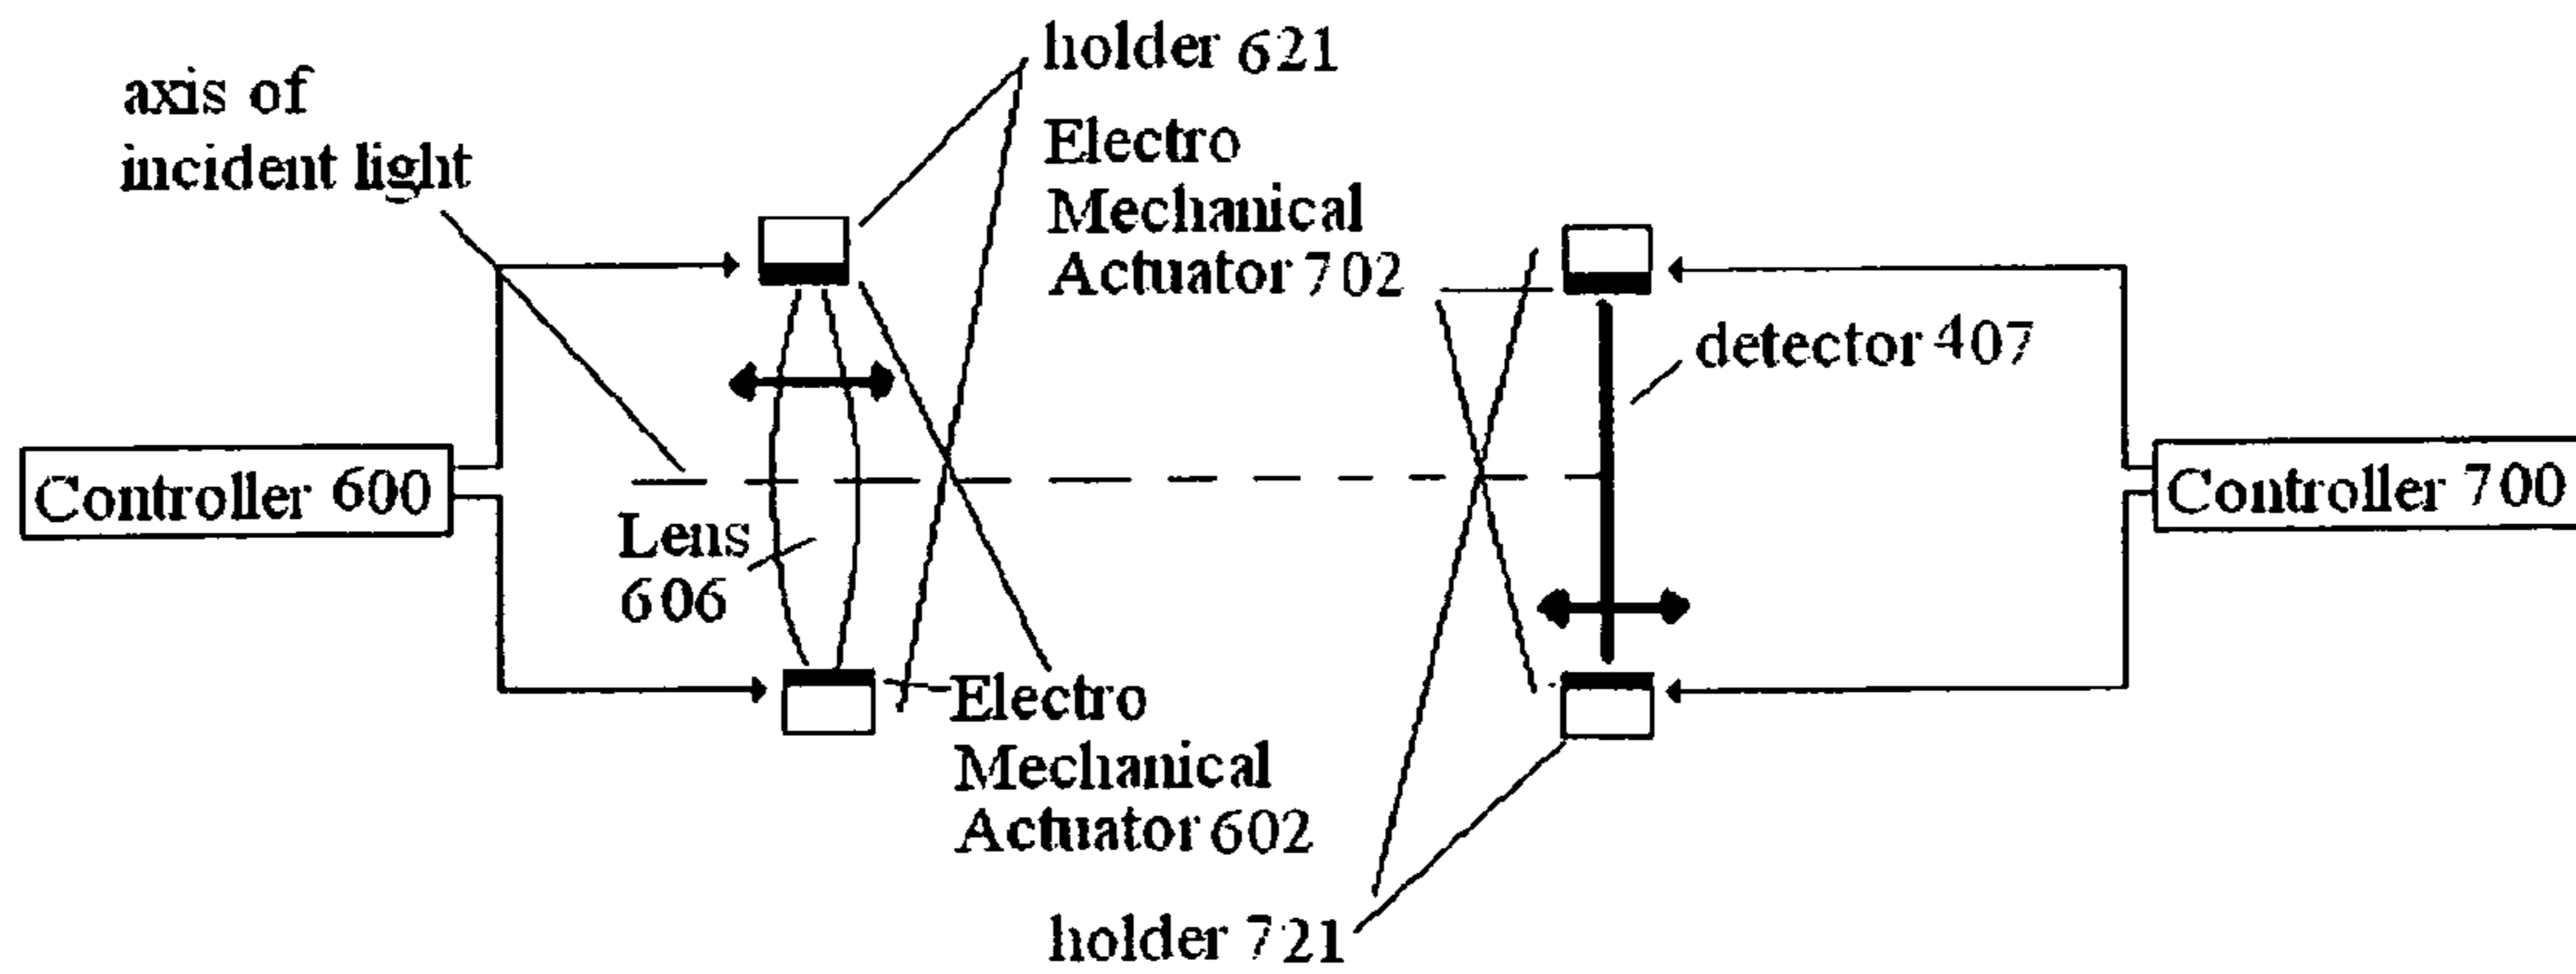 holder 621
axis of
incident light
Electro
Mechanical
Actuator 702
detector 407
Controller 600
Controller 700
Lens
606
Electro
Mechanical
Actuator 602
holder 721